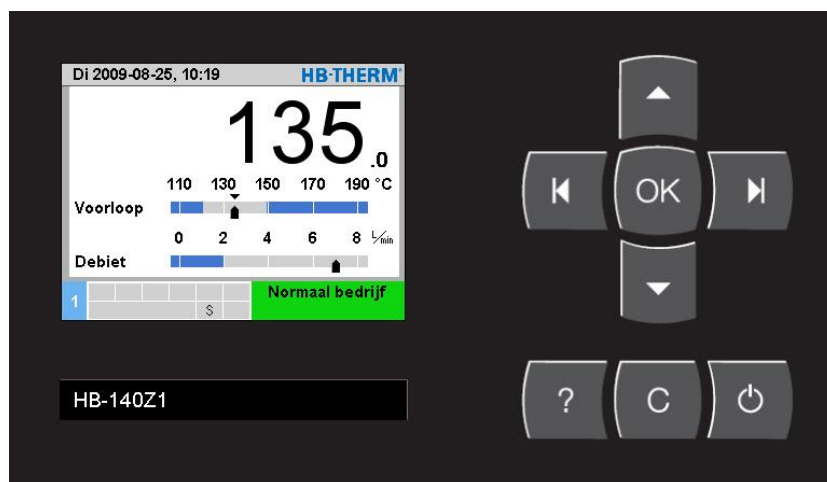 Di 2009-08-25, 10:19 HB-THERM®
135.0
110 130 150 170 190 °C
Voorloop
0 2 4 6 8 L/min
Debiet
1 S Normaal bedrijf
HB-140Z1
OK
? C